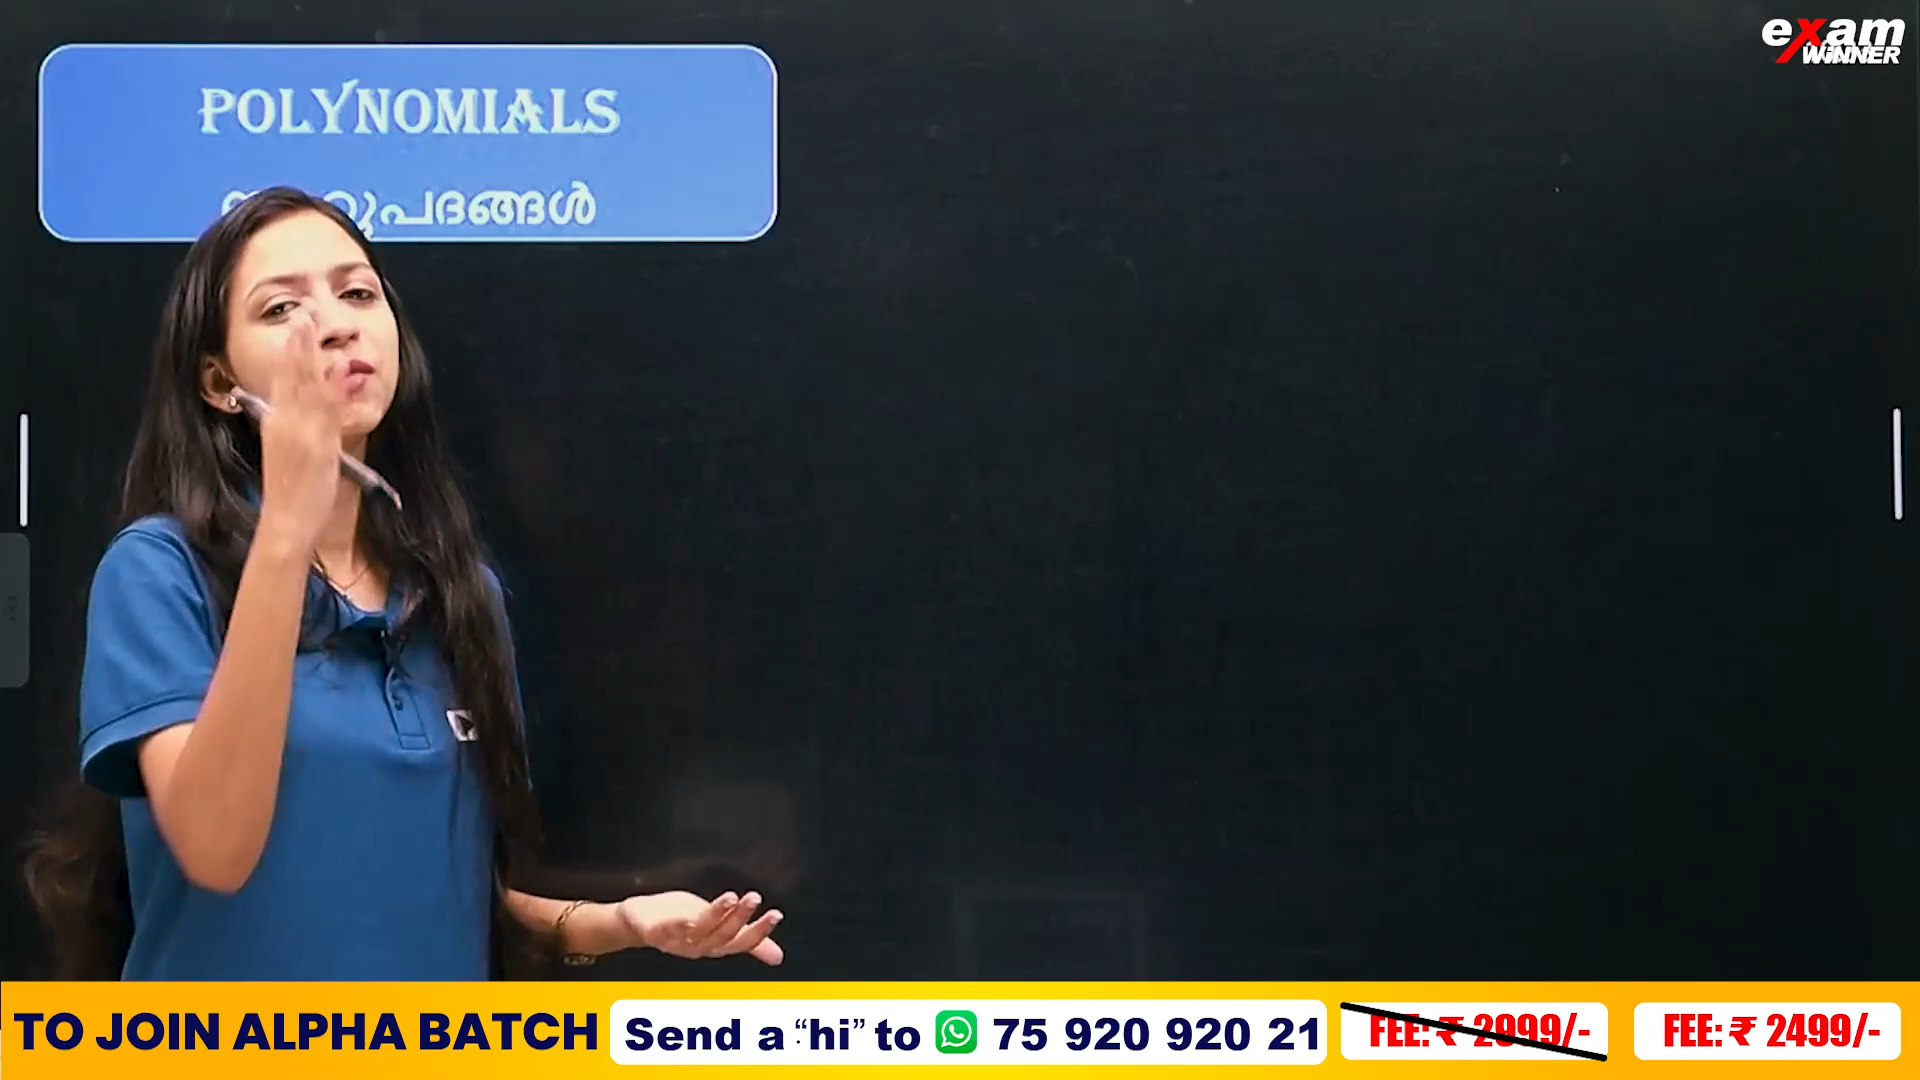 exam
WINNER
POLYNOMIALS
TO JOIN ALPHA BATCH
Send a “hi” to 75 920 920 21
FEE: ₹ 2999/-
FEE: ₹ 2499/-